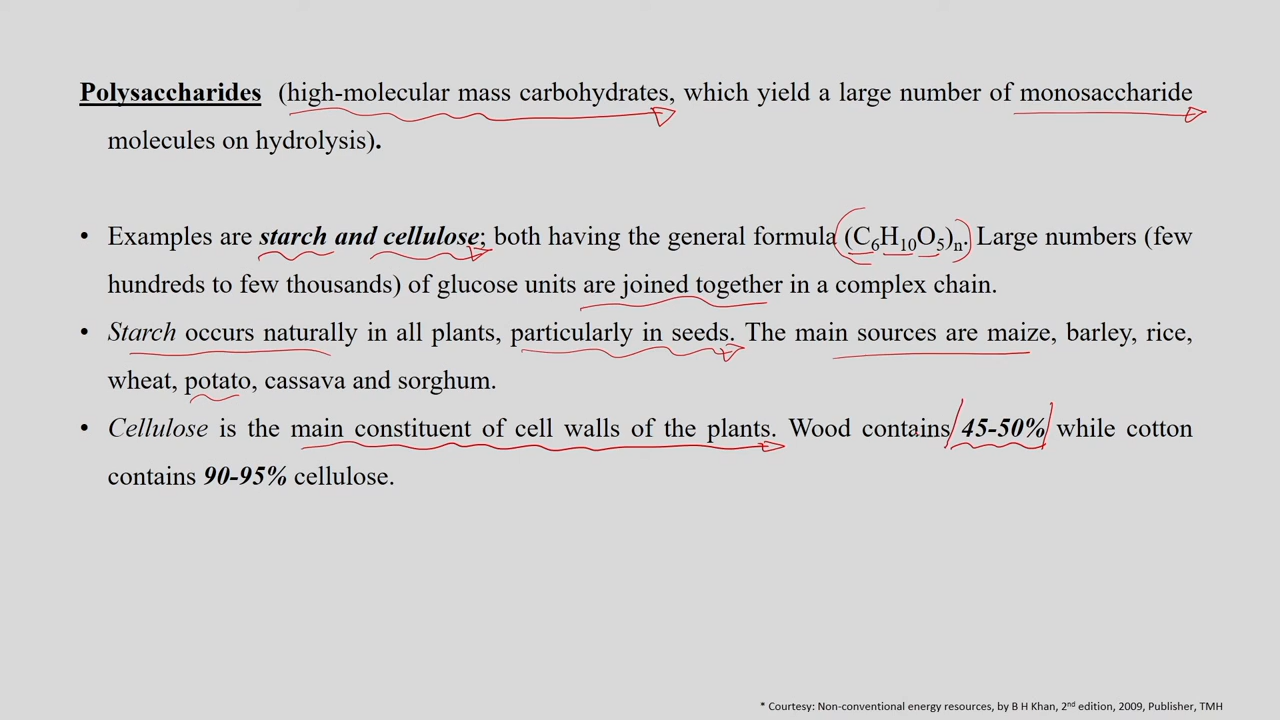 Polysaccharides (high-molecular mass carbohydrates, which yield a large number of monosaccharide
molecules on hydrolysis).
• Examples are starch and cellulose; both having the general formula (C₆H₁₀O₅)ₙ. Large numbers (few
hundreds to few thousands) of glucose units are joined together in a complex chain.
• Starch occurs naturally in all plants, particularly in seeds. The main sources are maize, barley, rice,
wheat, potato, cassava and sorghum.
• Cellulose is the main constituent of cell walls of the plants. Wood contains 45-50% while cotton
contains 90-95% cellulose.
* Courtesy: Non-conventional energy resources, by B H Khan, 2nd edition, 2009, Publisher, TMH